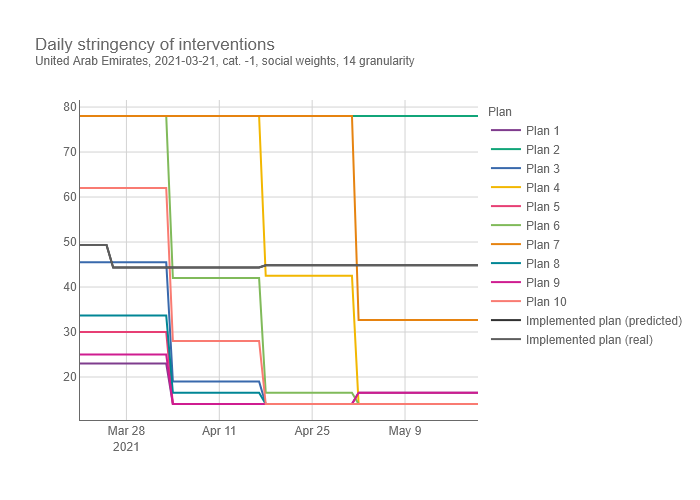 Daily stringency of interventions
United Arab Emirates, 2021-03-21, cat. -1, social weights, 14 granularity
80
70
60
50
40
30
20
Mar 28
2021
Apr 11
Apr 25
May 9
Plan
Plan 1
Plan 2
Plan 3
Plan 4
Plan 5
Plan 6
Plan 7
Plan 8
Plan 9
Plan 10
Implemented plan (predicted)
Implemented plan (real)